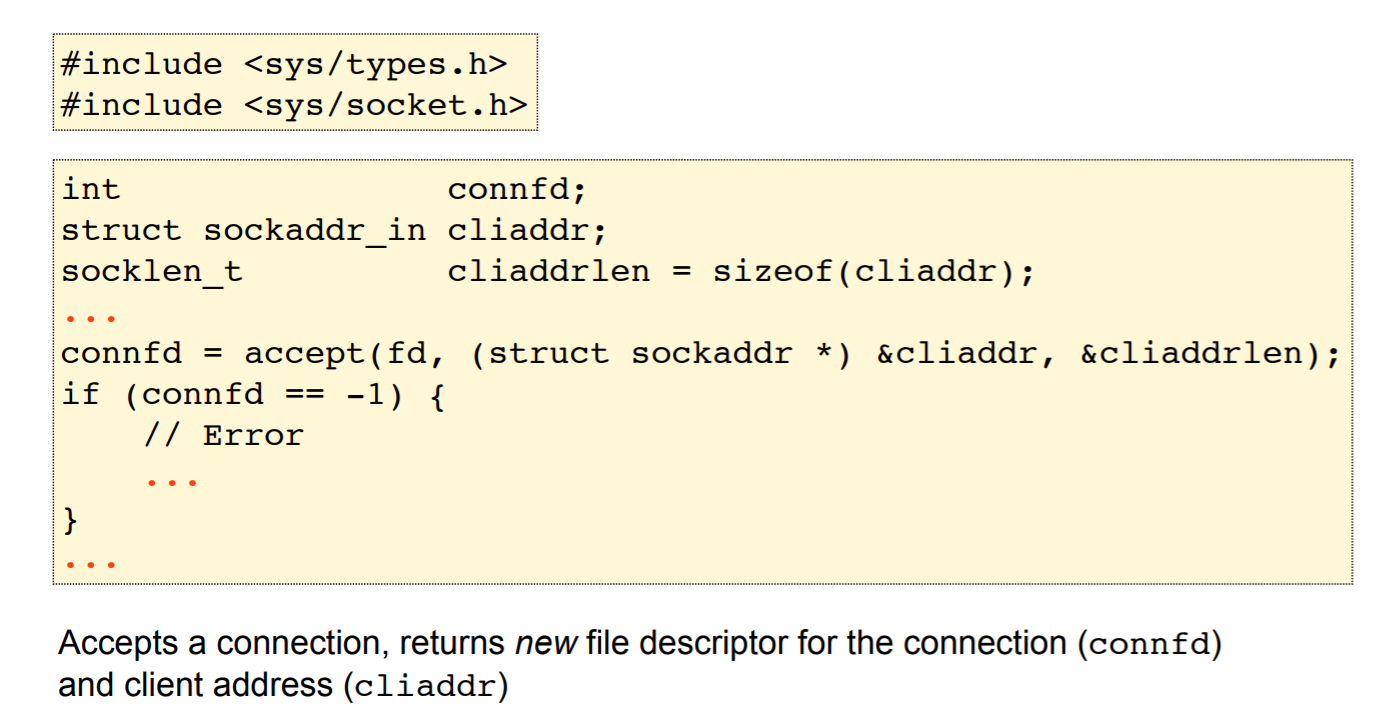 #include <sys/types.h>
#include <sys/socket.h>
int                connfd;
struct sockaddr_in cliaddr;
socklen_t          cliaddrlen = sizeof(cliaddr);
...
connfd = accept(fd, (struct sockaddr *) &cliaddr, &cliaddrlen);
if (connfd == -1) {
    // Error
    ...
}
...
Accepts a connection, returns new file descriptor for the connection (connfd)
and client address (cliaddr)